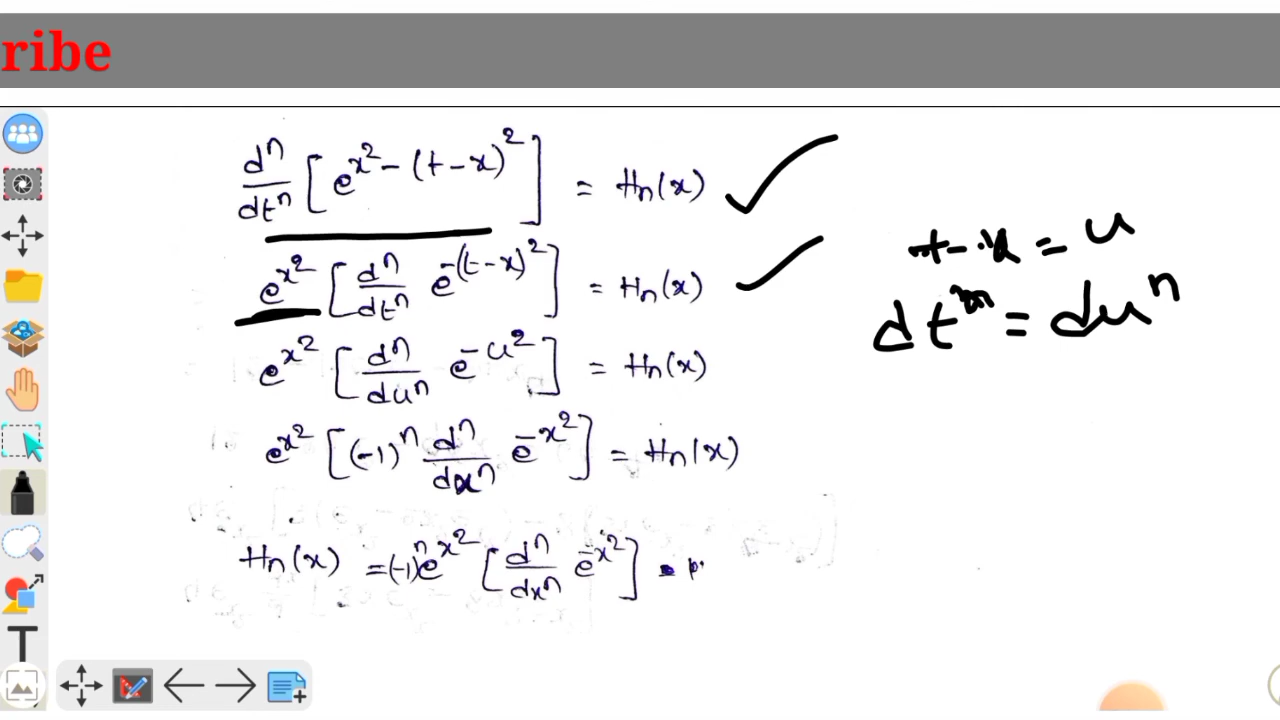 ribe
dⁿ/dtⁿ [e^{x² - (t-x)²}] = Hn(x) ✓
e^{x²} [dⁿ/dtⁿ e^{-(t-x)²}] = Hn(x) ✓
t - x = u
dtⁿ = duⁿ
e^{x²} [dⁿ/duⁿ e^{-u²}] = Hn(x)
e^{x²} [(-1)ⁿ dⁿ/dxⁿ e^{-x²}] = Hn(x)
Hn(x) = (-1)ⁿ e^{x²} [dⁿ/dxⁿ e^{-x²}]
T